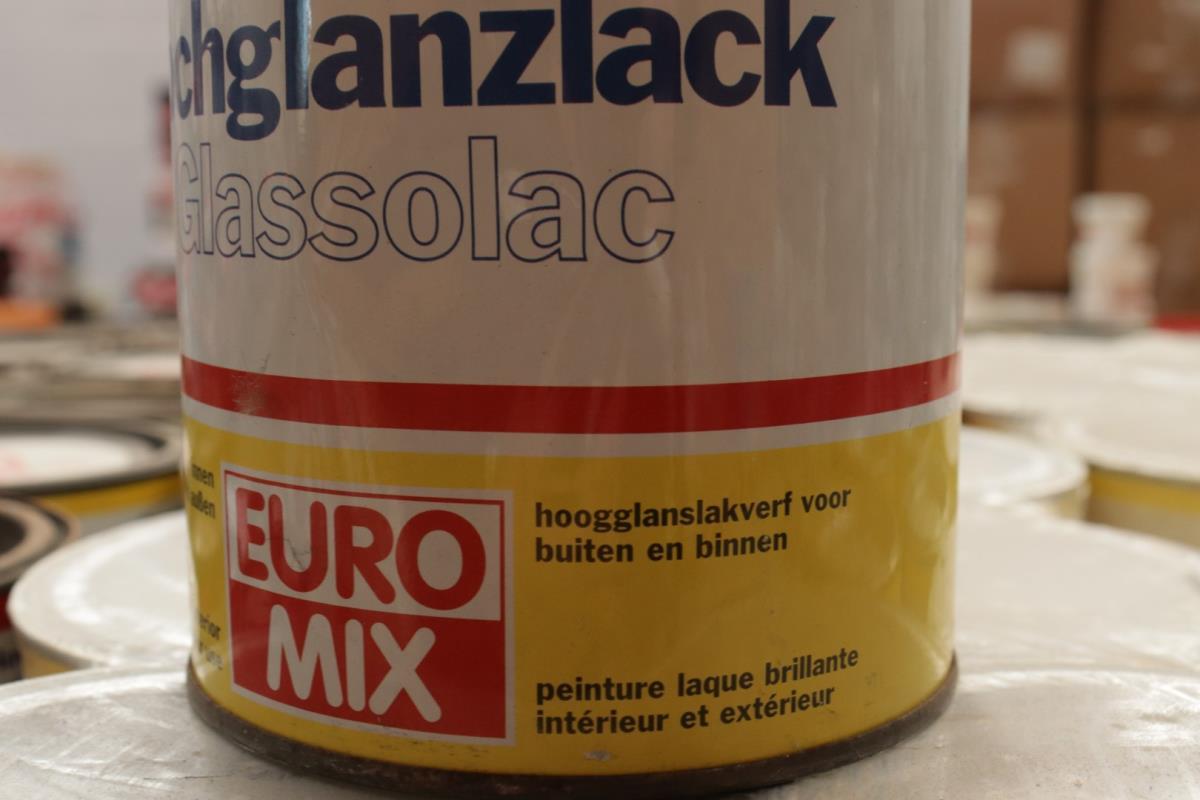 chglanzlack
Glassolac
EURO
MIX
hoogglanslakverf voor
buiten en binnen
peinture laque brillante
intérieur et extérieur